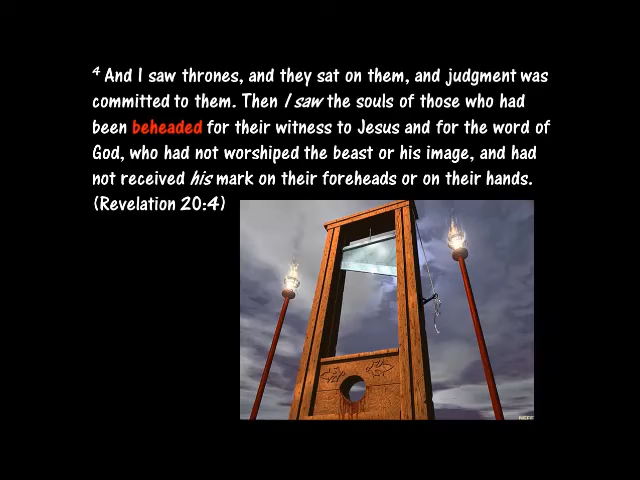 4 And I saw thrones, and they sat on them, and judgment was
committed to them. Then I saw the souls of those who had
been beheaded for their witness to Jesus and for the word of
God, who had not worshiped the beast or his image, and had
not received his mark on their foreheads or on their hands.
(Revelation 20:4)